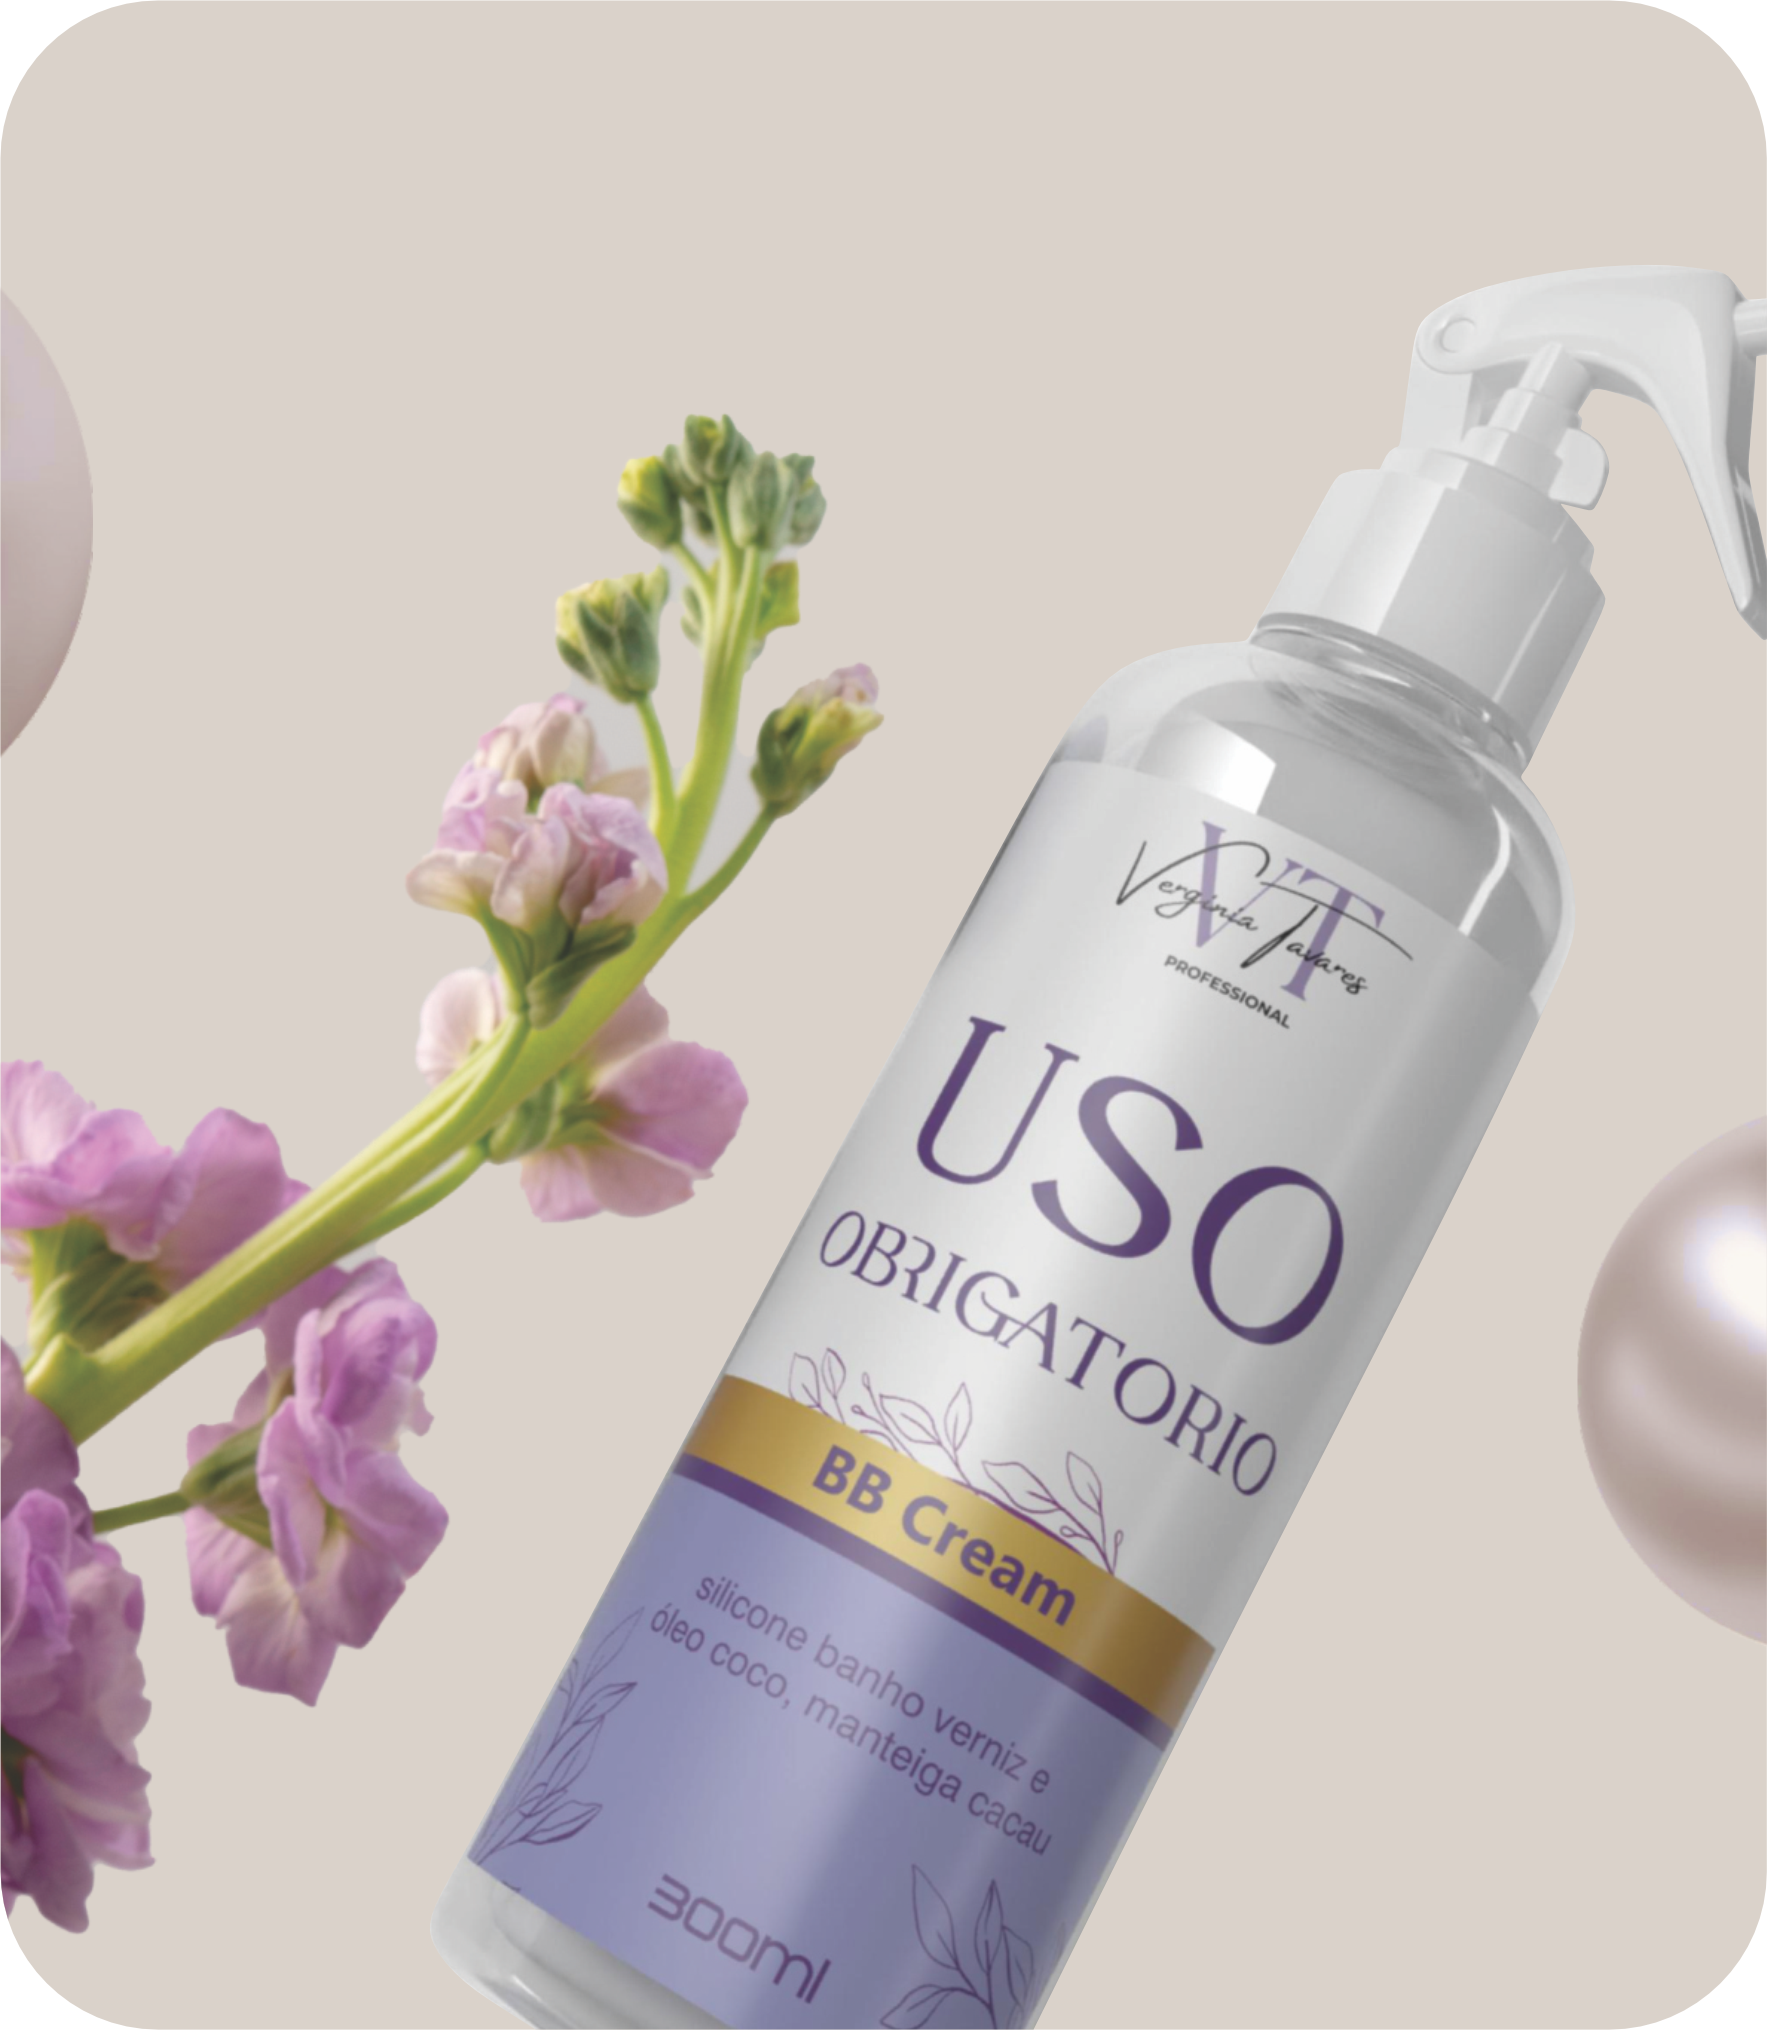 VT
Verginia Tavares
PROFESSIONAL
USO
OBRIGATORIO
BB Cream
silicone banho verniz e
óleo coco, manteiga cacau
300ml